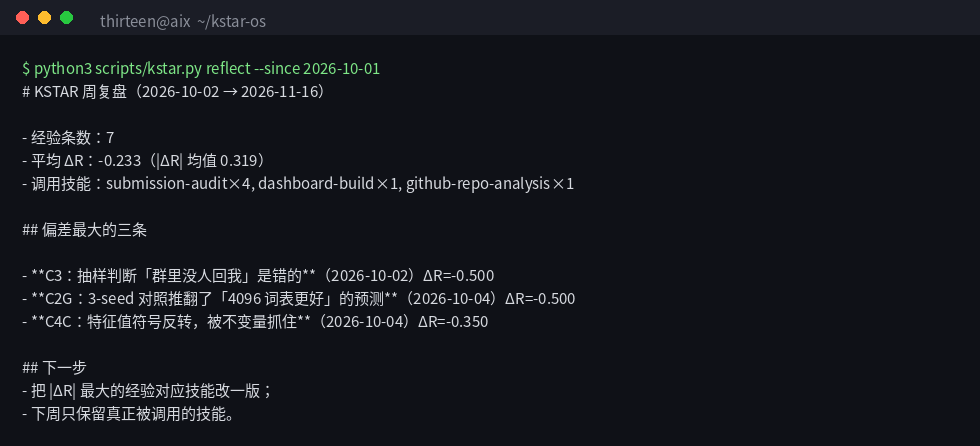 thirteen@aix ~/kstar-os
$ python3 scripts/kstar.py reflect --since 2026-10-01
# KSTAR 周复盘（2026-10-02 → 2026-11-16）
- 经验条数：7
- 平均 ΔR：-0.233（|ΔR| 均值 0.319）
- 调用技能：submission-audit×4, dashboard-build×1, github-repo-analysis×1
## 偏差最大的三条
- **C3：抽样判断「群里没人回我」是错的**（2026-10-02）ΔR=-0.500
- **C2G：3-seed 对照推翻了「4096 词表更好」的预测**（2026-10-04）ΔR=-0.500
- **C4C：特征值符号反转，被不变量抓住**（2026-10-04）ΔR=-0.350
## 下一步
- 把 |ΔR| 最大的经验对应技能改一版；
- 下周只保留真正被调用的技能。